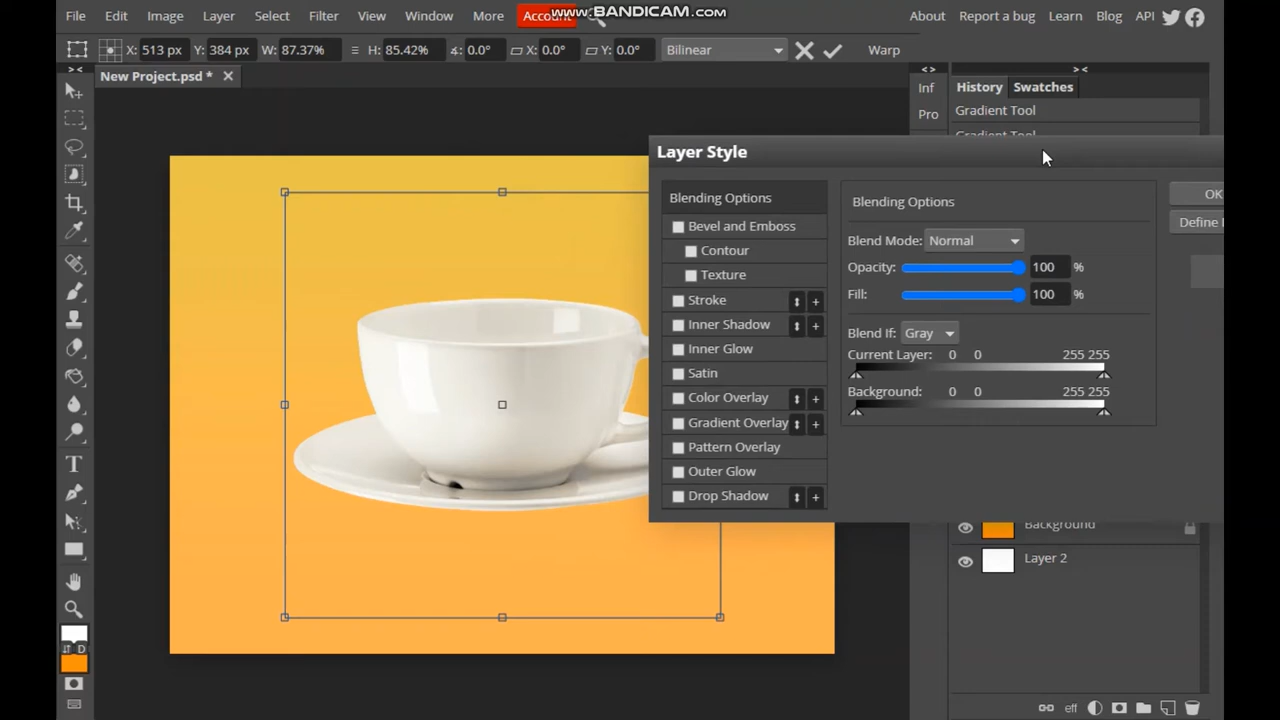 www.BANDICAM.com
File Edit Image Layer Select Filter View Window More Account About Report a bug Learn Blog API
X: 513 px Y: 384 px W: 87.37% H: 85.42% 0.0° X: 0.0° Y: 0.0° Bilinear Warp
> <
New Project.psd *
< >
> <
Inf
History Swatches
Pro
Gradient Tool
Gradient Tool
Layer Style
Blending Options
Bevel and Emboss
Contour
Texture
Stroke
Inner Shadow
Inner Glow
Satin
Color Overlay
Gradient Overlay
Pattern Overlay
Outer Glow
Drop Shadow
Blending Options
Blend Mode: Normal
Opacity: 100 %
Fill: 100 %
Blend If: Gray
Current Layer: 0 0 255 255
Background: 0 0 255 255
OK
Define
Background
Layer 2
T
D
eff